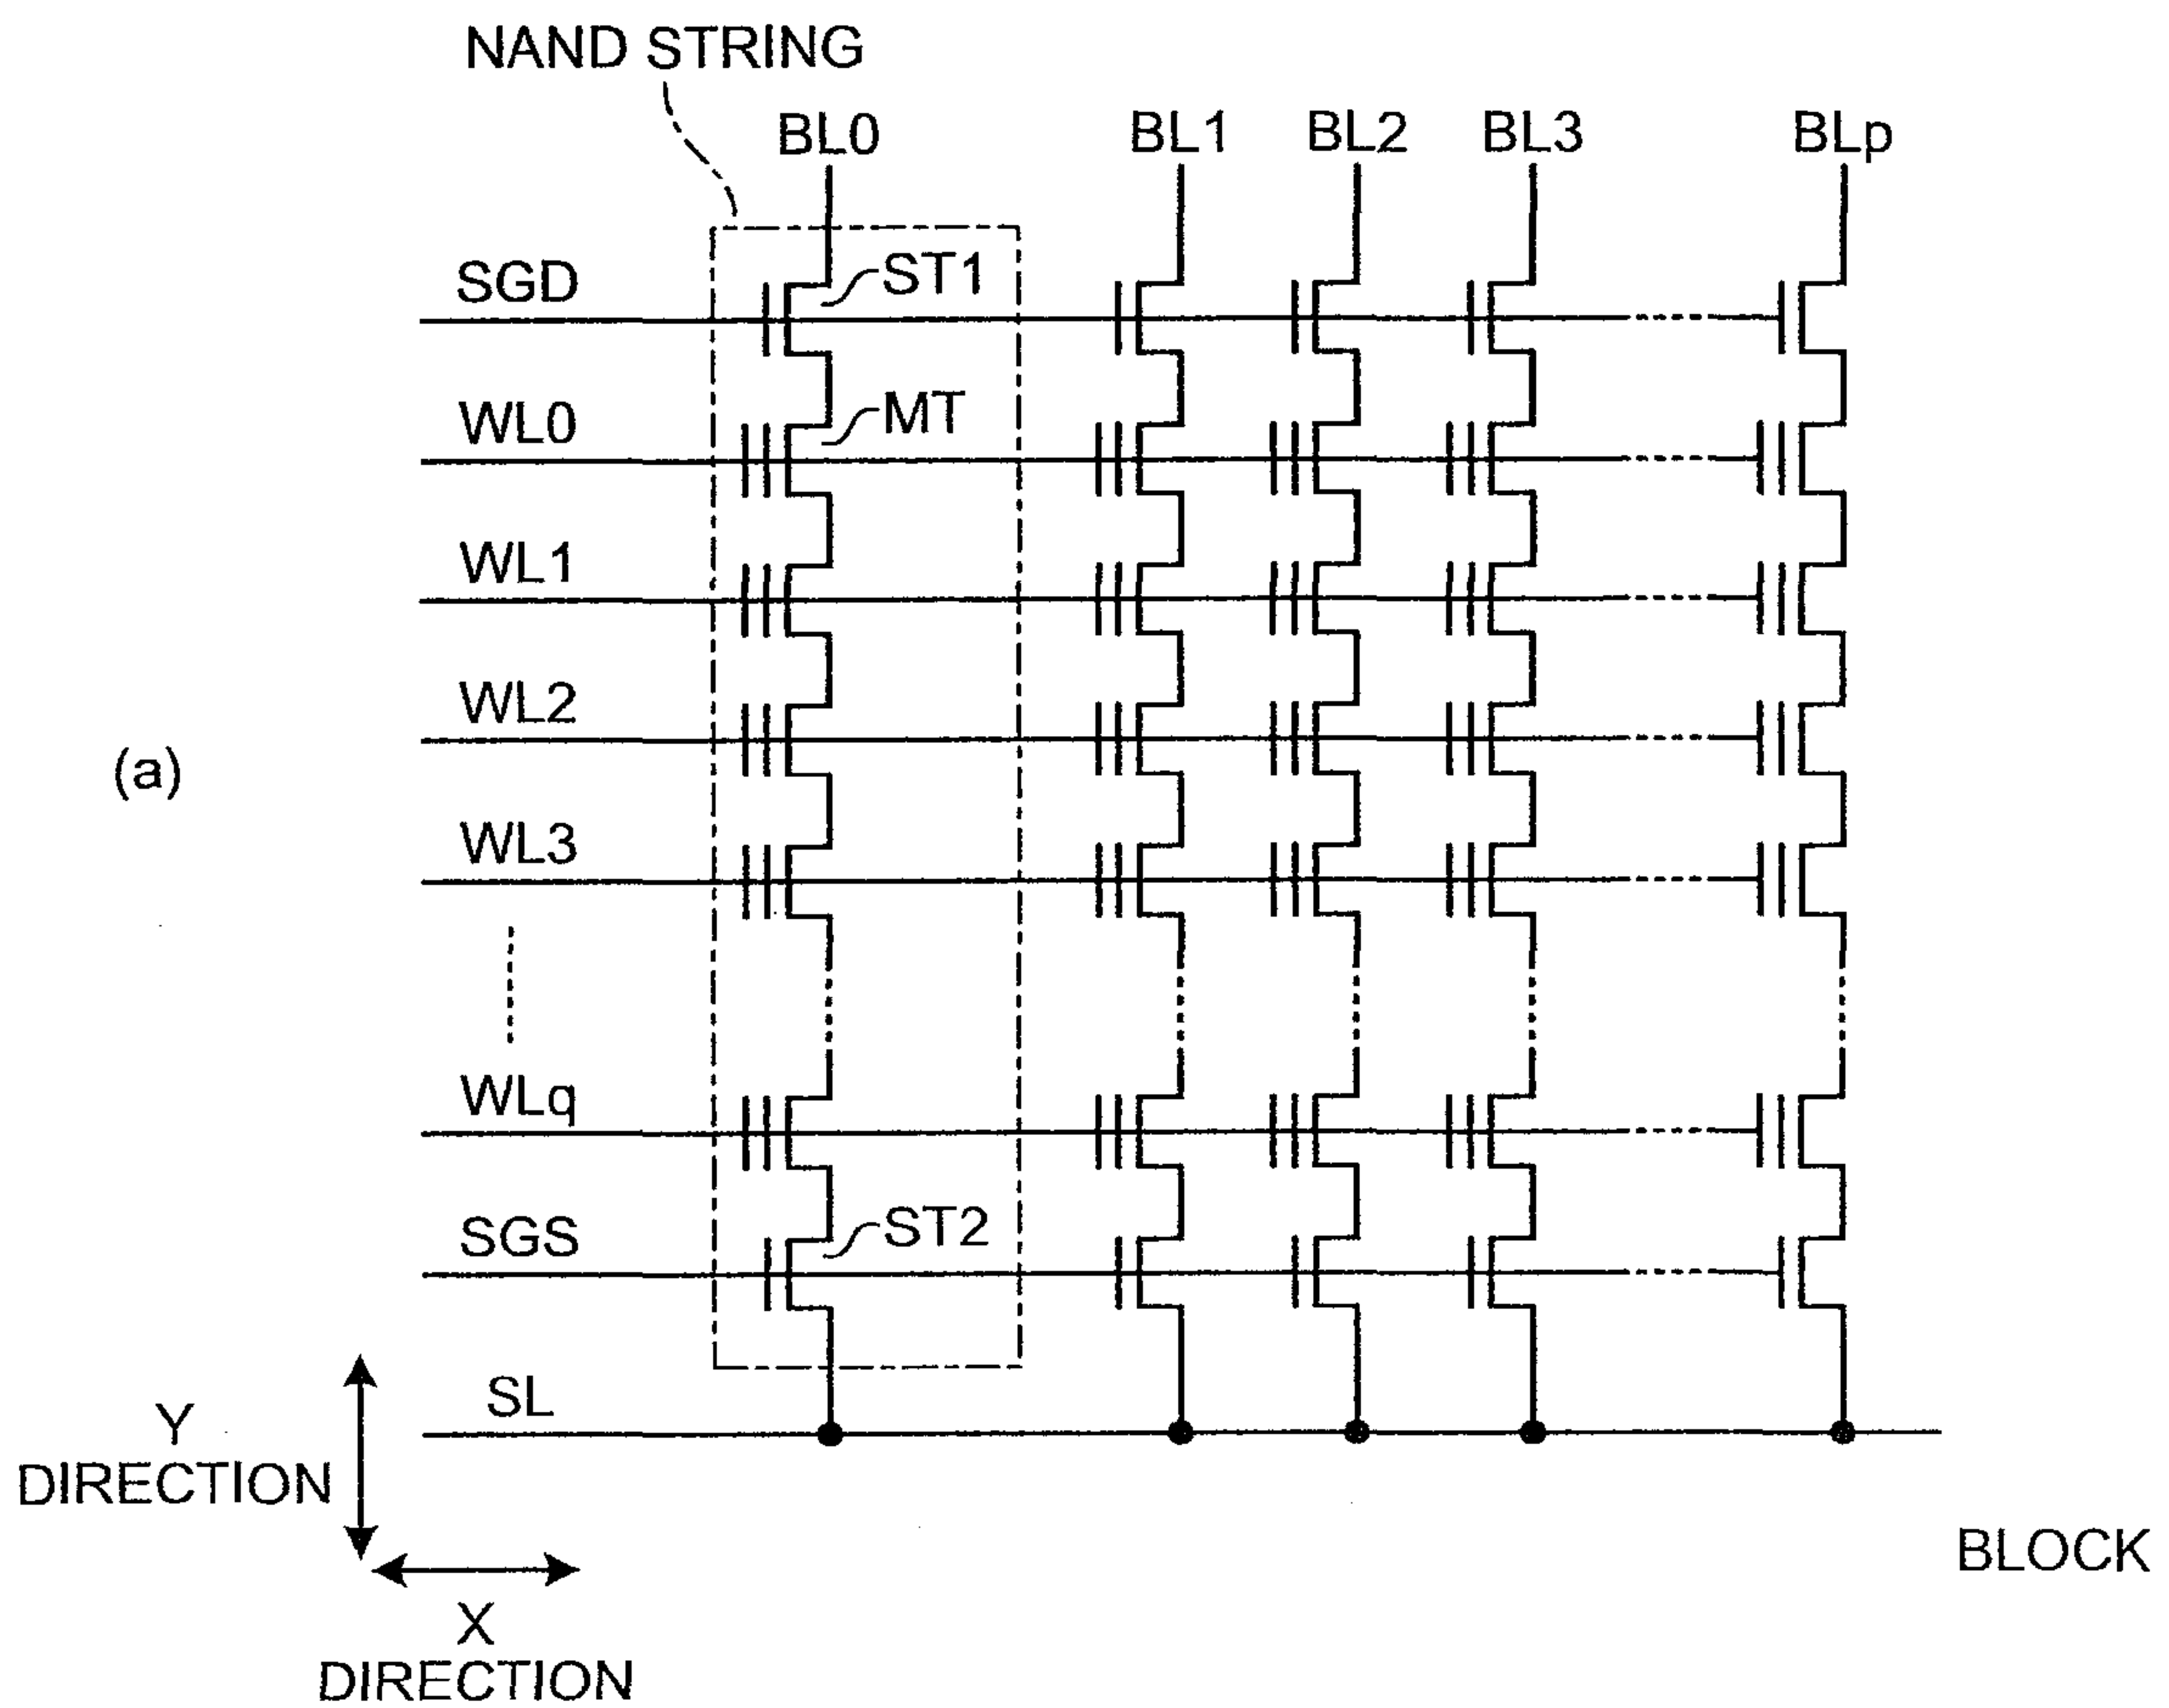 NAND STRING
BL0
BL1
BL2
BL3
BLp
SGD
ST1
WL0
MT
WL1
WL2
(a)
WL3
WLq
SGS
ST2
SL
Y
DIRECTION
BLOCK
X
DIRECTION